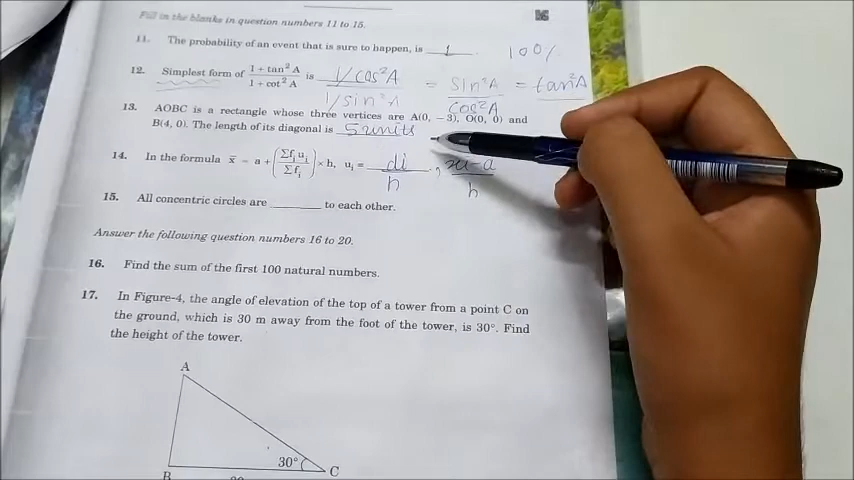 Fill in the blanks in question numbers 11 to 15.
11. The probability of an event that is sure to happen, is 1. 100%
12. Simplest form of (1 + tan² A)/(1 + cot² A) is 1/cos²A / 1/sin²A = sin²A/cos²A = tan²A
13. AOBC is a rectangle whose three vertices are A(0, −3), O(0, 0) and
B(4, 0). The length of its diagonal is 5 units
14. In the formula x̄ = a + (Σfᵢuᵢ/Σfᵢ) × h, uᵢ = di/h, xi-a/h
15. All concentric circles are ________ to each other.
Answer the following question numbers 16 to 20.
16. Find the sum of the first 100 natural numbers.
17. In Figure-4, the angle of elevation of the top of a tower from a point C on
the ground, which is 30 m away from the foot of the tower, is 30°. Find
the height of the tower.
A
30°
C
B